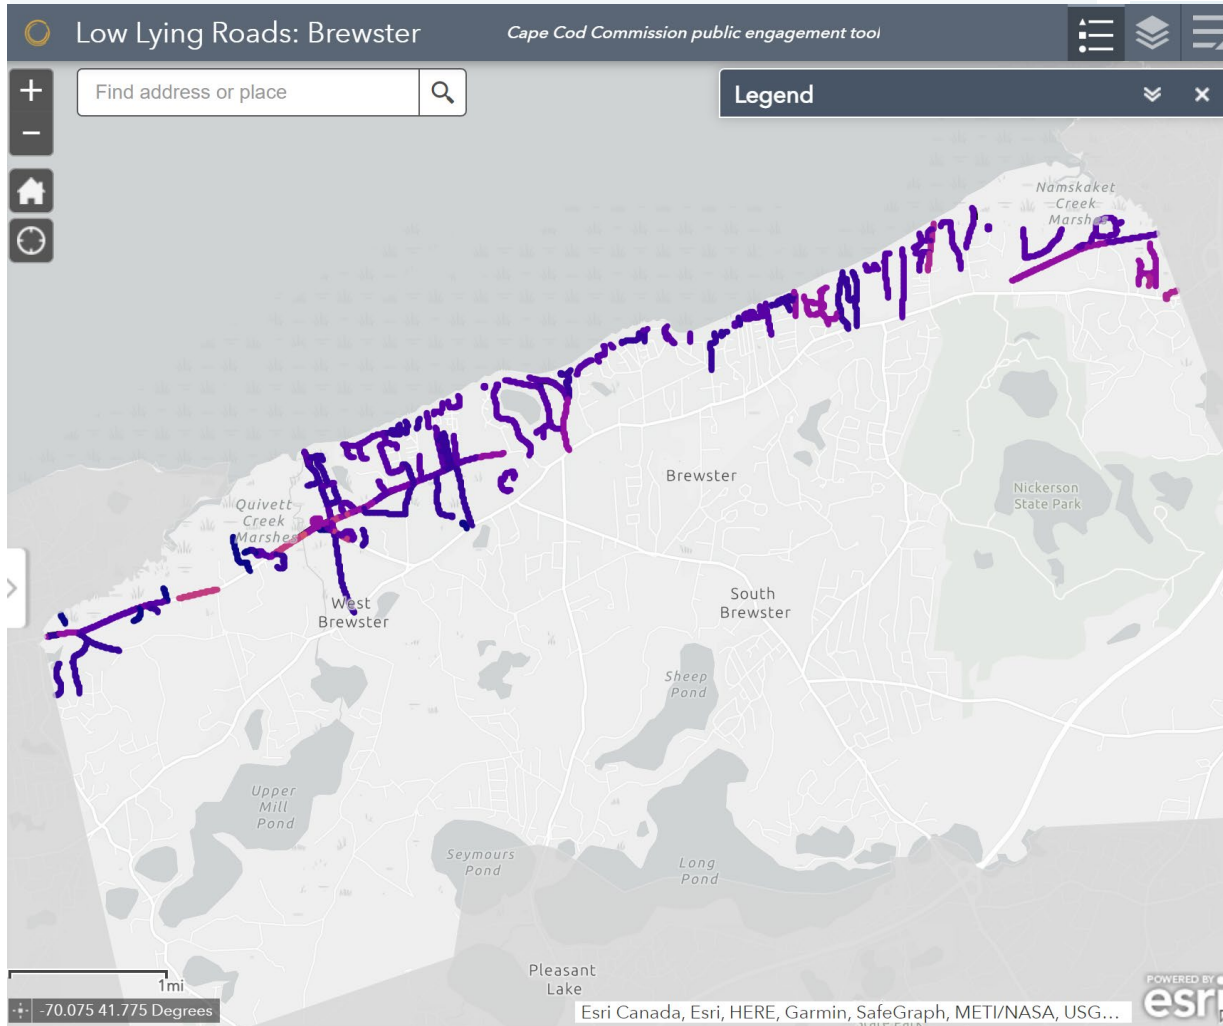 Low Lying Roads: Brewster
Cape Cod Commission public engagement tool
+
Find address or place
Legend
−
Namskaket
Creek
Marshes
Brewster
Nickerson
State Park
Quivett
Creek
Marshes
West
Brewster
South
Brewster
Sheep
Pond
Upper
Mill
Pond
Seymours
Pond
Long
Pond
Pleasant
Lake
1mi
-70.075 41.775 Degrees
Esri Canada, Esri, HERE, Garmin, SafeGraph, METI/NASA, USG...
POWERED BY
esri